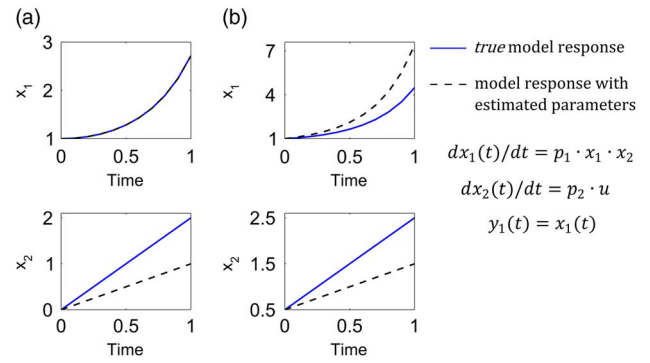 (a)
(b)
3
2
1
x₁
0
0.5
1
Time
7
4
1
x₁
0
0.5
1
Time
true model response
model response with
estimated parameters
dx₁(t)/dt = p₁ · x₁ · x₂
dx₂(t)/dt = p₂ · u
y₁(t) = x₁(t)
2
1
0
x₂
0
0.5
1
Time
2.5
1.5
0.5
x₂
0
0.5
1
Time